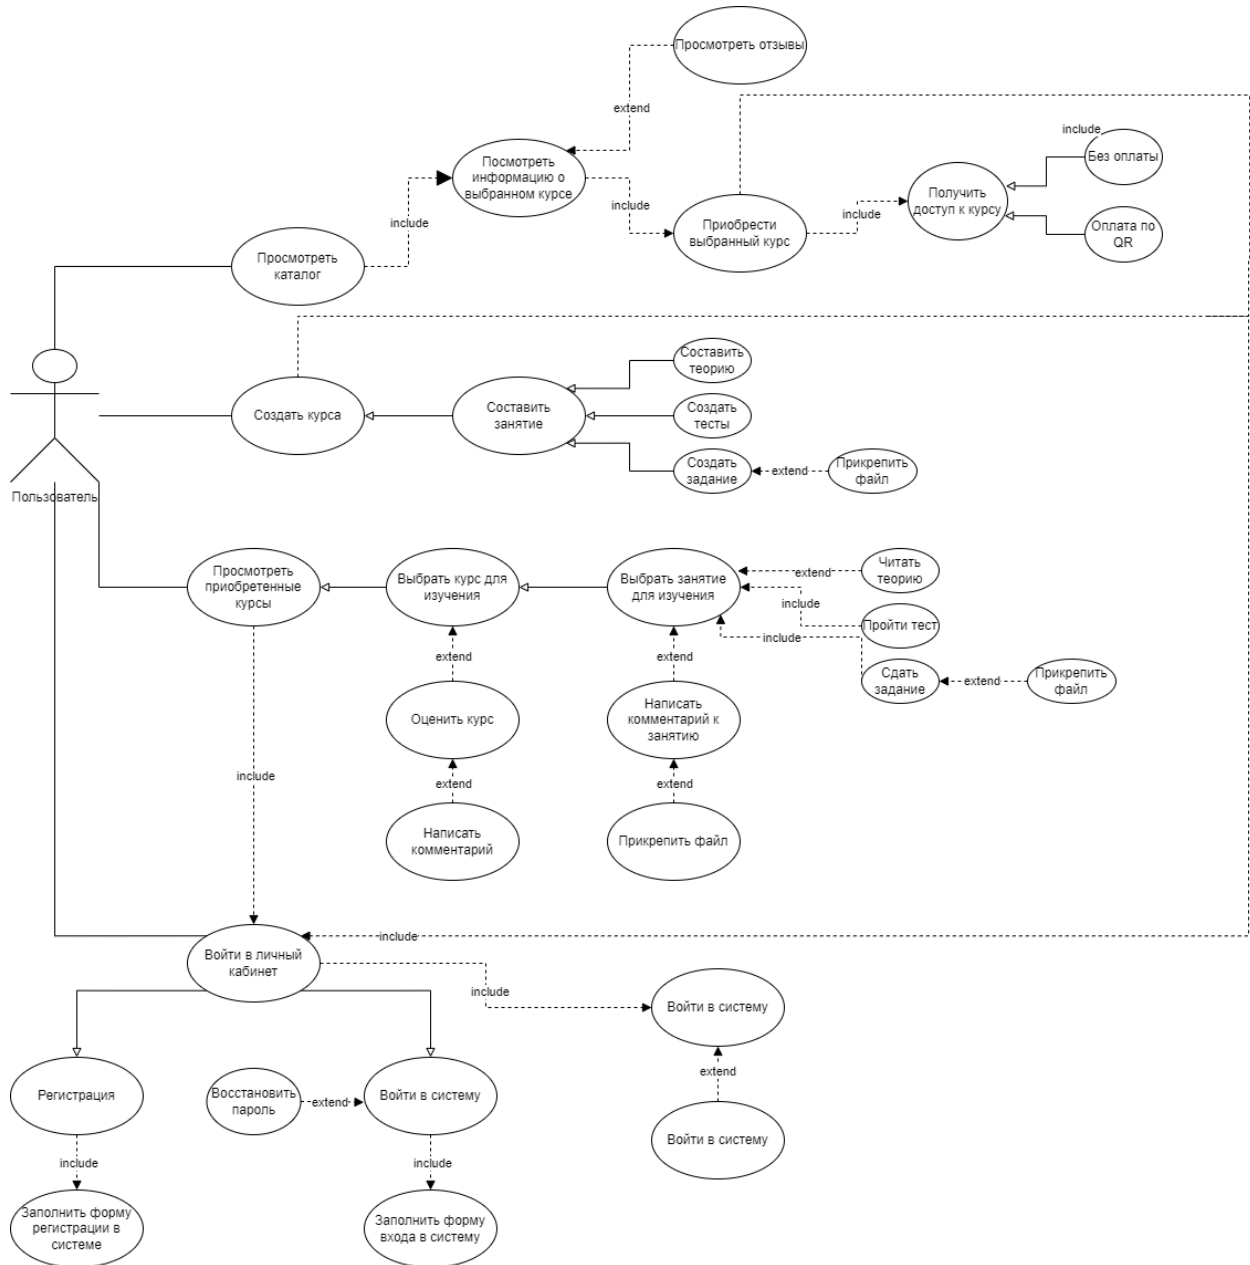 Просмотреть отзывы
extend
Посмотреть
информацию о
выбранном курсе
include
include
Приобрести
выбранный курс
include
Получить
доступ к курсу
include
Без оплаты
Оплата по
QR
Просмотреть
каталог
Пользователь
Создать курса
Составить
занятие
Составить
теорию
Создать
тесты
Создать
задание
extend
Прикрепить
файл
Просмотреть
приобретенные
курсы
Выбрать курс для
изучения
Выбрать занятие
для изучения
extend
Читать
теорию
include
Пройти тест
include
Сдать
задание
extend
Прикрепить
файл
extend
extend
Оценить курс
Написать
комментарий к
занятию
include
extend
extend
Написать
комментарий
Прикрепить файл
include
Войти в личный
кабинет
include
Войти в систему
extend
Войти в систему
Регистрация
Восстановить
пароль
extend
Войти в систему
include
include
Заполнить форму
регистрации в
системе
Заполнить форму
входа в систему